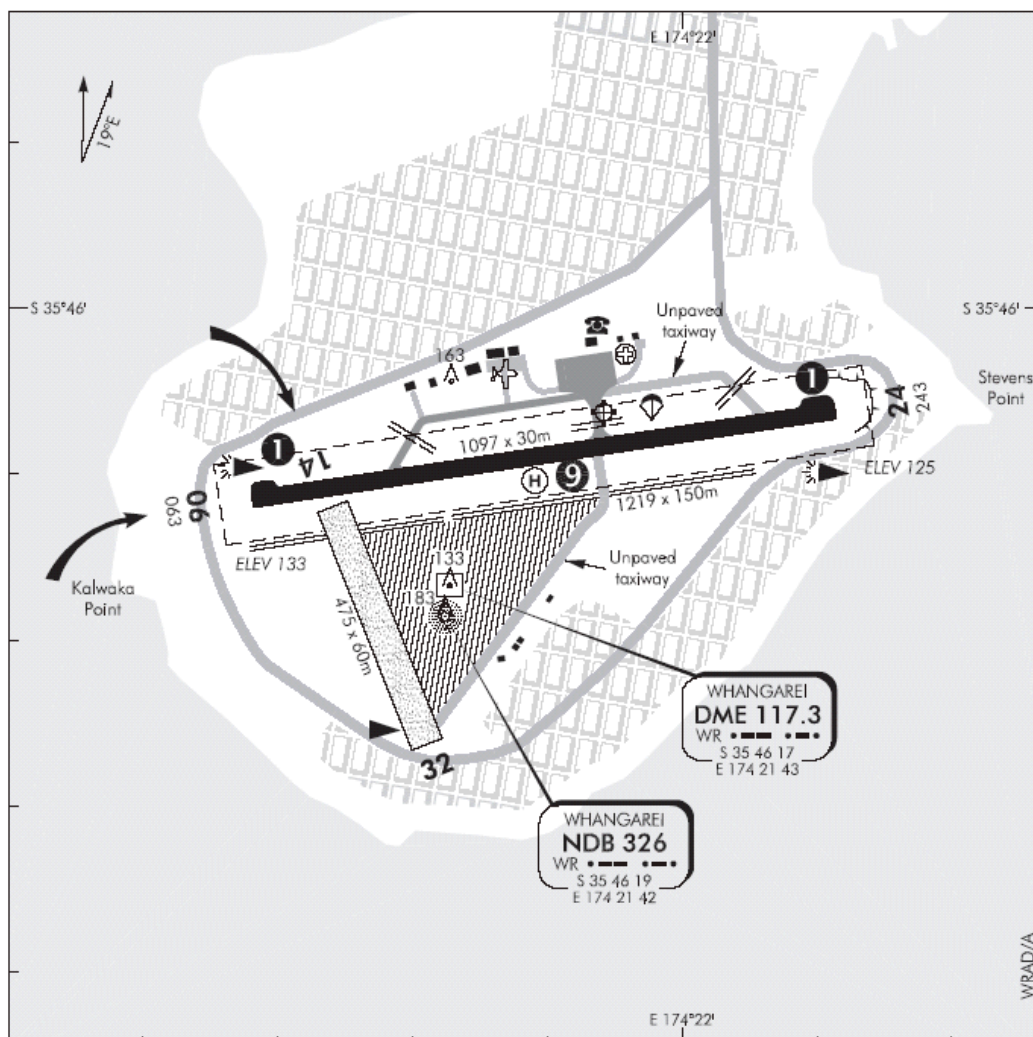 E 174°22'
19°E
S 35°46'
S 35°46'
Unpaved
taxiway
163
1
Stevens
Point
24
243
1
14
1097 x 30m
ELEV 125
H
9
1219 x 150m
06
063
ELEV 133
Kalwaka
Point
133
183
Unpaved
taxiway
475 x 60m
32
WHANGAREI
DME 117.3
WR
S 35 46 17
E 174 21 43
WHANGAREI
NDB 326
WR
S 35 46 19
E 174 21 42
WRAD/A
E 174°22'